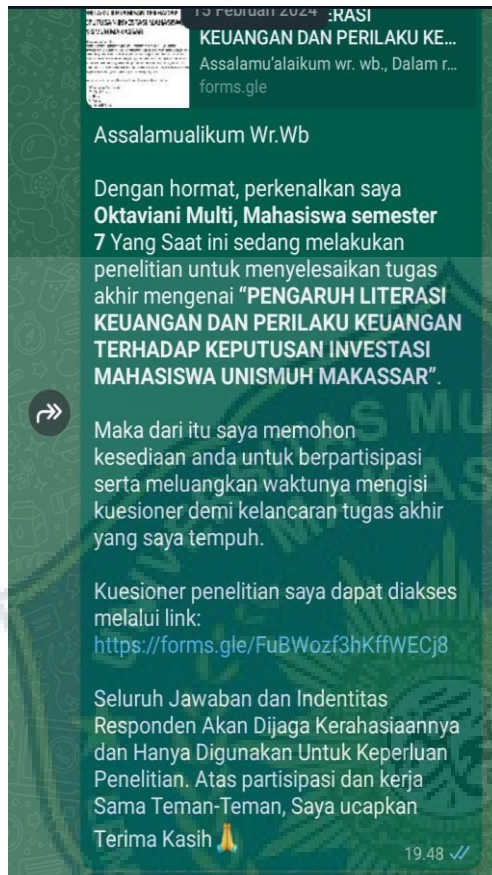 15 Februari 2024
ERASI
KEUANGAN DAN PERILAKU KE...
Assalamu'alaikum wr. wb., Dalam r...
forms.gle
Assalamualikum Wr.Wb
Dengan hormat, perkenalkan saya
Oktaviani Multi, Mahasiswa semester
7 Yang Saat ini sedang melakukan
penelitian untuk menyelesaikan tugas
akhir mengenai “PENGARUH LITERASI
KEUANGAN DAN PERILAKU KEUANGAN
TERHADAP KEPUTUSAN INVESTASI
MAHASISWA UNISMUH MAKASSAR”.
Maka dari itu saya memohon
kesediaan anda untuk berpartisipasi
serta meluangkan waktunya mengisi
kuesioner demi kelancaran tugas akhir
yang saya tempuh.
Kuesioner penelitian saya dapat diakses
melalui link:
https://forms.gle/FuBWozf3hKffWECj8
Seluruh Jawaban dan Indentitas
Responden Akan Dijaga Kerahasiaannya
dan Hanya Digunakan Untuk Keperluan
Penelitian. Atas partisipasi dan kerja
Sama Teman-Teman, Saya ucapkan
Terima Kasih🙏
19.48